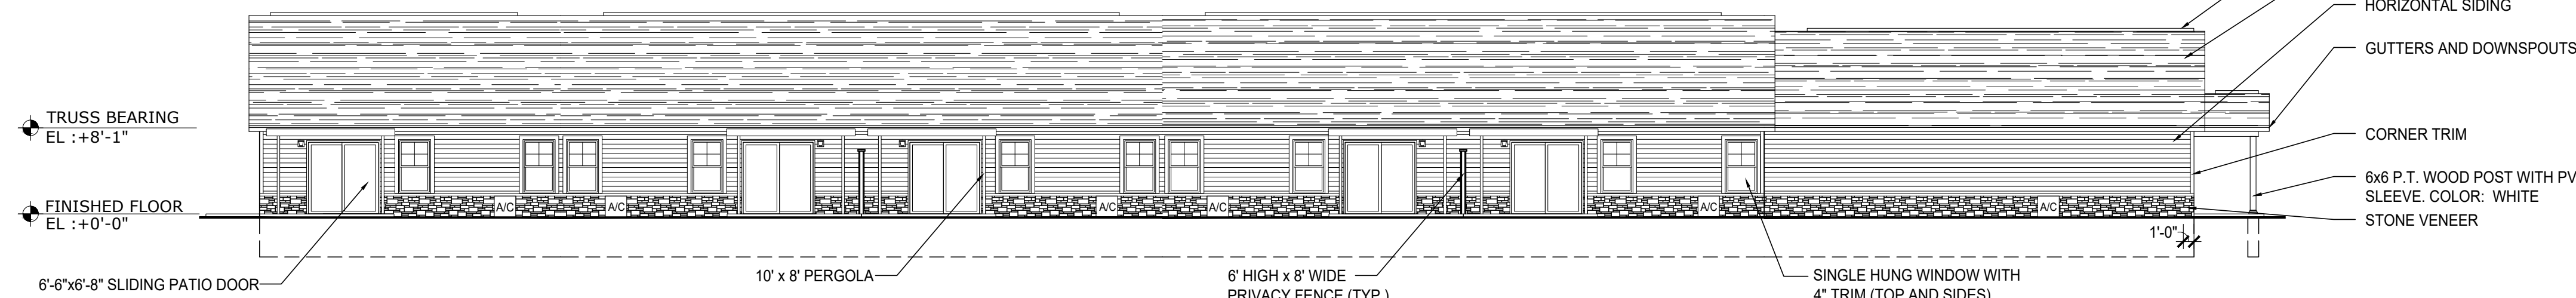 HORIZONTAL SIDING
GUTTERS AND DOWNSPOUTS
TRUSS BEARING
EL :+8'-1"
CORNER TRIM
6x6 P.T. WOOD POST WITH PV
SLEEVE. COLOR: WHITE
FINISHED FLOOR
EL :+0'-0"
A/C
A/C
A/C
A/C
A/C
A/C
STONE VENEER
1'-0"
6'-6"x6'-8" SLIDING PATIO DOOR
10' x 8' PERGOLA
6' HIGH x 8' WIDE
PRIVACY FENCE (TYP.)
SINGLE HUNG WINDOW WITH
4" TRIM (TOP AND SIDES)